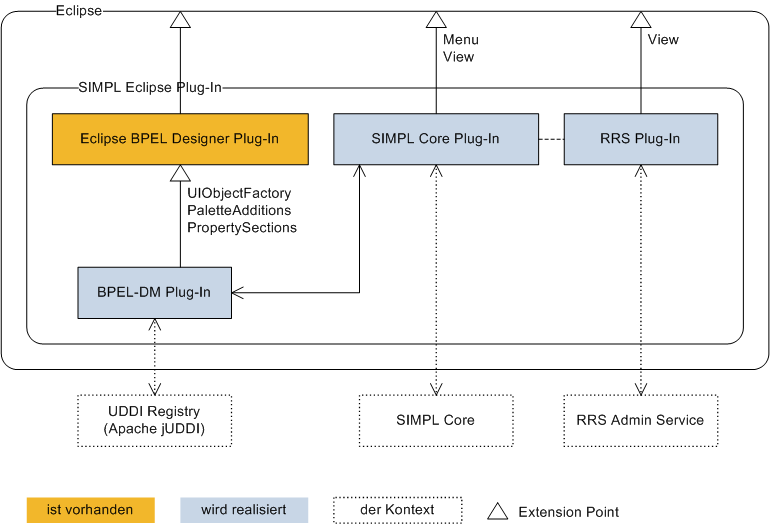 Eclipse
Menu
View
View
SIMPL Eclipse Plug-In
Eclipse BPEL Designer Plug-In
SIMPL Core Plug-In
RRS Plug-In
UIObjectFactory
PaletteAdditions
PropertySections
BPEL-DM Plug-In
UDDI Registry
(Apache jUDDI)
SIMPL Core
RRS Admin Service
ist vorhanden
wird realisiert
der Kontext
Extension Point